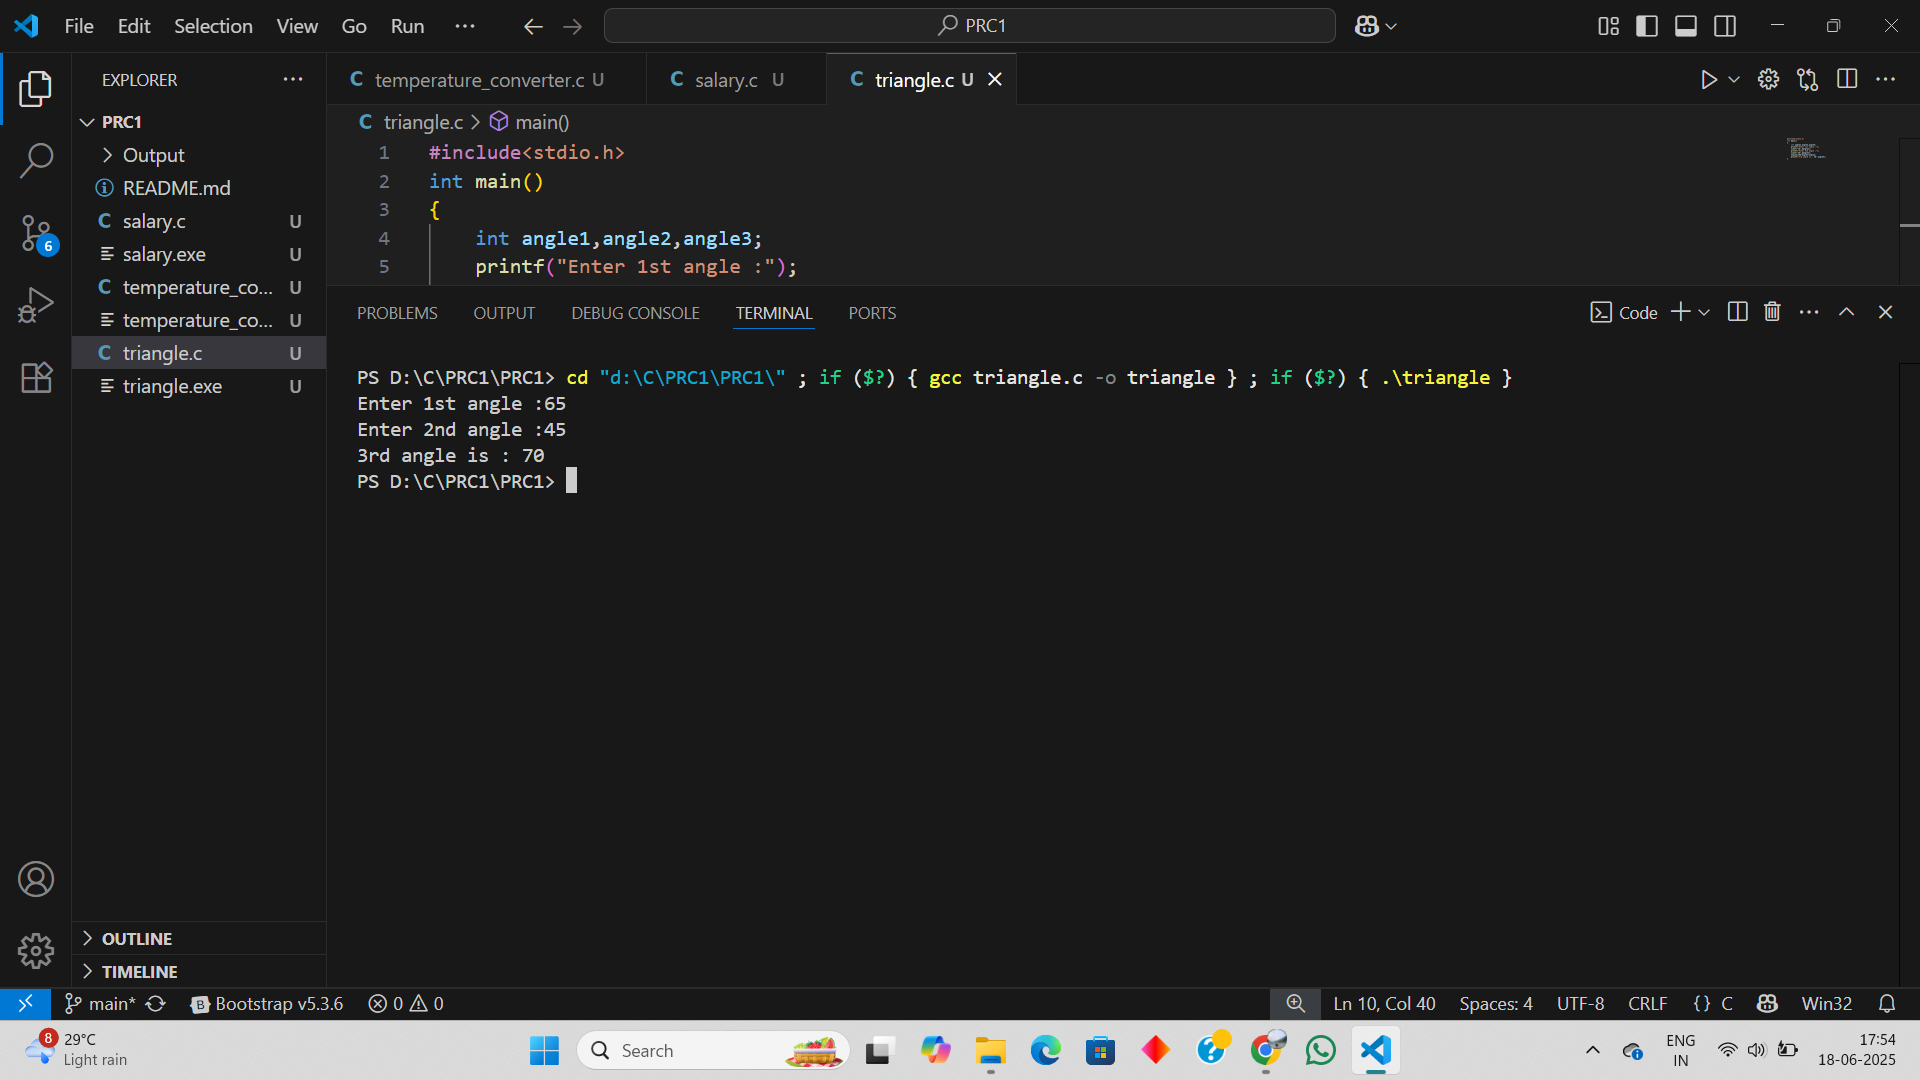 File Edit Selection View Go Run ···
PRC1
EXPLORER
PRC1
Output
README.md
salary.c U
salary.exe U
temperature_co... U
temperature_co... U
triangle.c U
triangle.exe U
OUTLINE
TIMELINE
6
temperature_converter.c U
salary.c U
triangle.c U
triangle.c > main()
1 #include<stdio.h>
2 int main()
3 {
4 int angle1,angle2,angle3;
5 printf("Enter 1st angle :");
PROBLEMS OUTPUT DEBUG CONSOLE TERMINAL PORTS
Code
PS D:\C\PRC1\PRC1> cd "d:\C\PRC1\PRC1\" ; if ($?) { gcc triangle.c -o triangle } ; if ($?) { .\triangle }
Enter 1st angle :65
Enter 2nd angle :45
3rd angle is : 70
PS D:\C\PRC1\PRC1>
main* Bootstrap v5.3.6 0 0
Ln 10, Col 40 Spaces: 4 UTF-8 CRLF {} C Win32
8
29°C
Light rain
Search
ENG
IN
17:54
18-06-2025